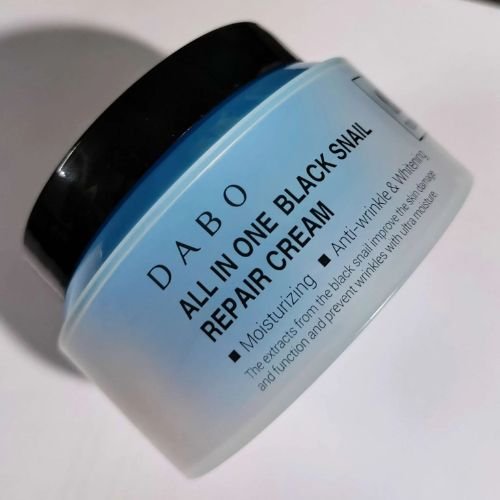 DABO
ALL IN ONE BLACK SNAIL
REPAIR CREAM
■ Moisturizing ■ Anti-wrinkle & Whitening
The extracts from the black snail improve the skin damage
and function and prevent wrinkles with ultra moisture.